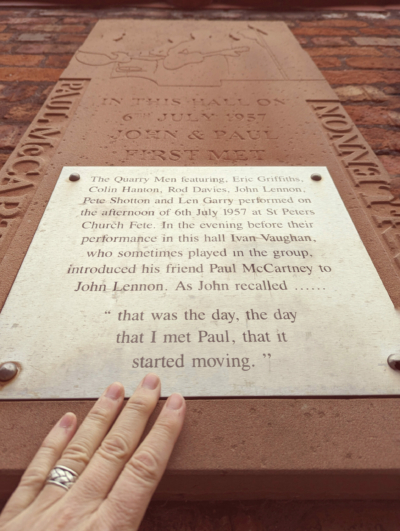 IN THIS HALL ON
6TH JULY 1957
JOHN & PAUL
FIRST MET
PAUL McCA
NNON
The Quarry Men featuring, Eric Griffiths,
Colin Hanton, Rod Davies, John Lennon,
Pete Shotton and Len Garry performed on
the afternoon of 6th July 1957 at St Peters
Church Fete. In the evening before their
performance in this hall Ivan Vaughan,
who sometimes played in the group,
introduced his friend Paul McCartney to
John Lennon. As John recalled ......
“ that was the day, the day
that I met Paul, that it
started moving. ”